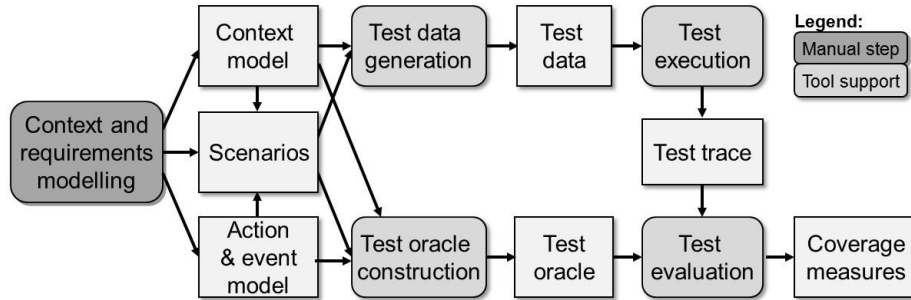 Context and
requirements
modelling
Context
model
Scenarios
Action
& event
model
Test data
generation
Test oracle
construction
Test
data
Test
oracle
Test
execution
Test trace
Test
evaluation
Coverage
measures
Legend:
Manual step
Tool support